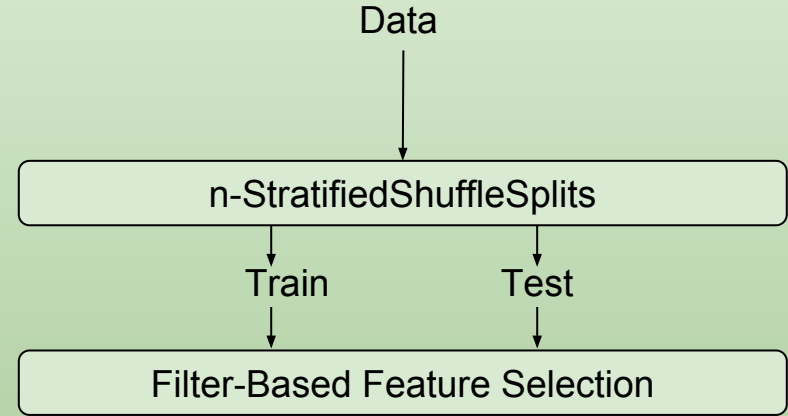 Data
n-StratifiedShuffleSplits
Train Test
Filter-Based Feature Selection